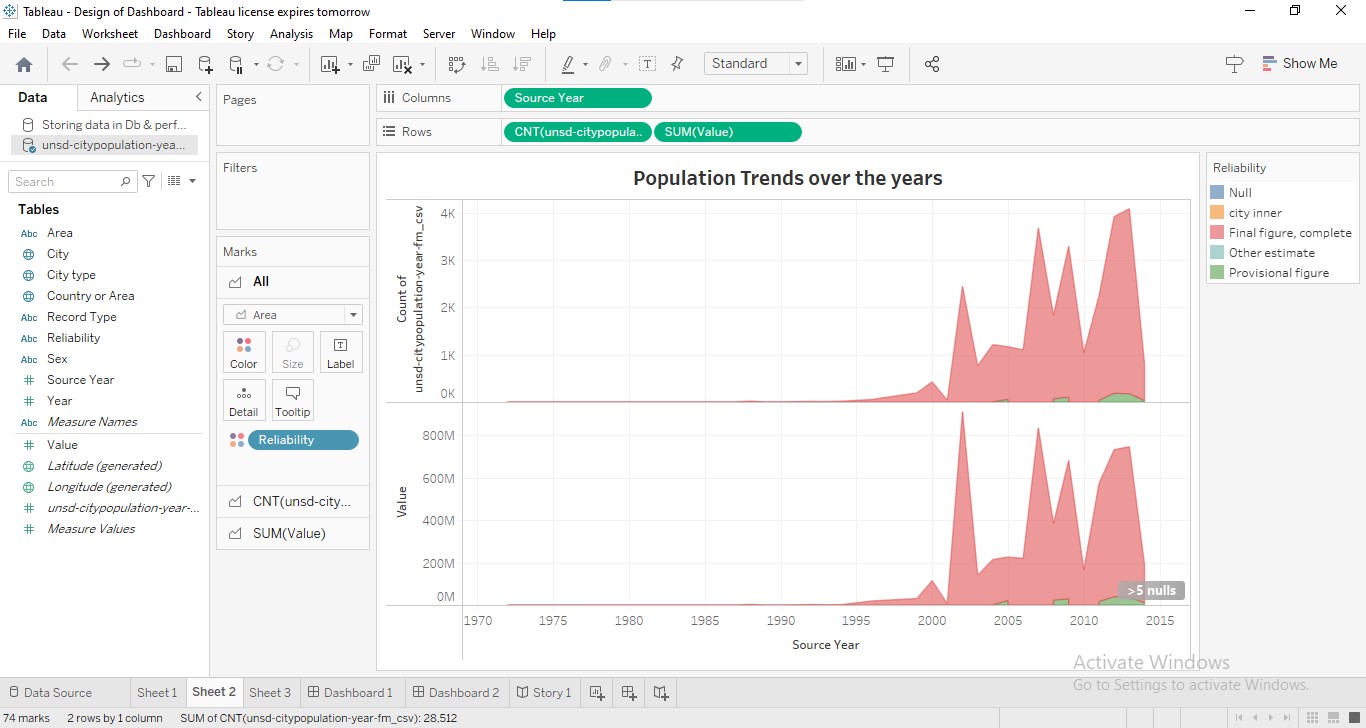 Tableau - Design of Dashboard - Tableau license expires tomorrow
File Data Worksheet Dashboard Story Analysis Map Format Server Window Help
Standard
Show Me
Data Analytics
Storing data in Db & perf...
unsd-citypopulation-yea...
Search
Tables
Abc Area
City
City type
Country or Area
Abc Record Type
Abc Reliability
Abc Sex
Source Year
Year
Abc Measure Names
Value
Latitude (generated)
Longitude (generated)
unsd-citypopulation-year-...
Measure Values
Pages
Filters
Marks
All
Area
Color Size Label
Detail Tooltip
Reliability
CNT(unsd-city...
SUM(Value)
Columns Source Year
Rows CNT(unsd-citypopula.. SUM(Value)
Population Trends over the years
Count of
unsd-citypopulation-year-fm_csv
4K
3K
2K
1K
0K
Value
800M
600M
400M
200M
0M
>5 nulls
1970 1975 1980 1985 1990 1995 2000 2005 2010 2015
Source Year
Reliability
Null
city inner
Final figure, complete
Other estimate
Provisional figure
Activate Windows
Go to Settings to activate Windows.
Data Source Sheet 1 Sheet 2 Sheet 3 Dashboard 1 Dashboard 2 Story 1
74 marks 2 rows by 1 column SUM of CNT(unsd-citypopulation-year-fm_csv): 28,512